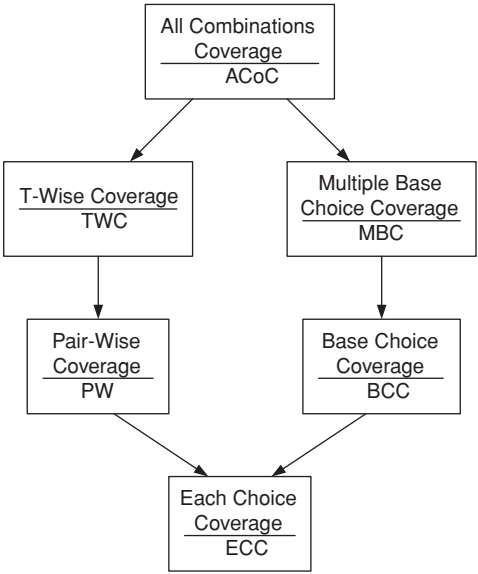 All Combinations
Coverage
ACoC
T-Wise Coverage
TWC
Multiple Base
Choice Coverage
MBC
Pair-Wise
Coverage
PW
Base Choice
Coverage
BCC
Each Choice
Coverage
ECC